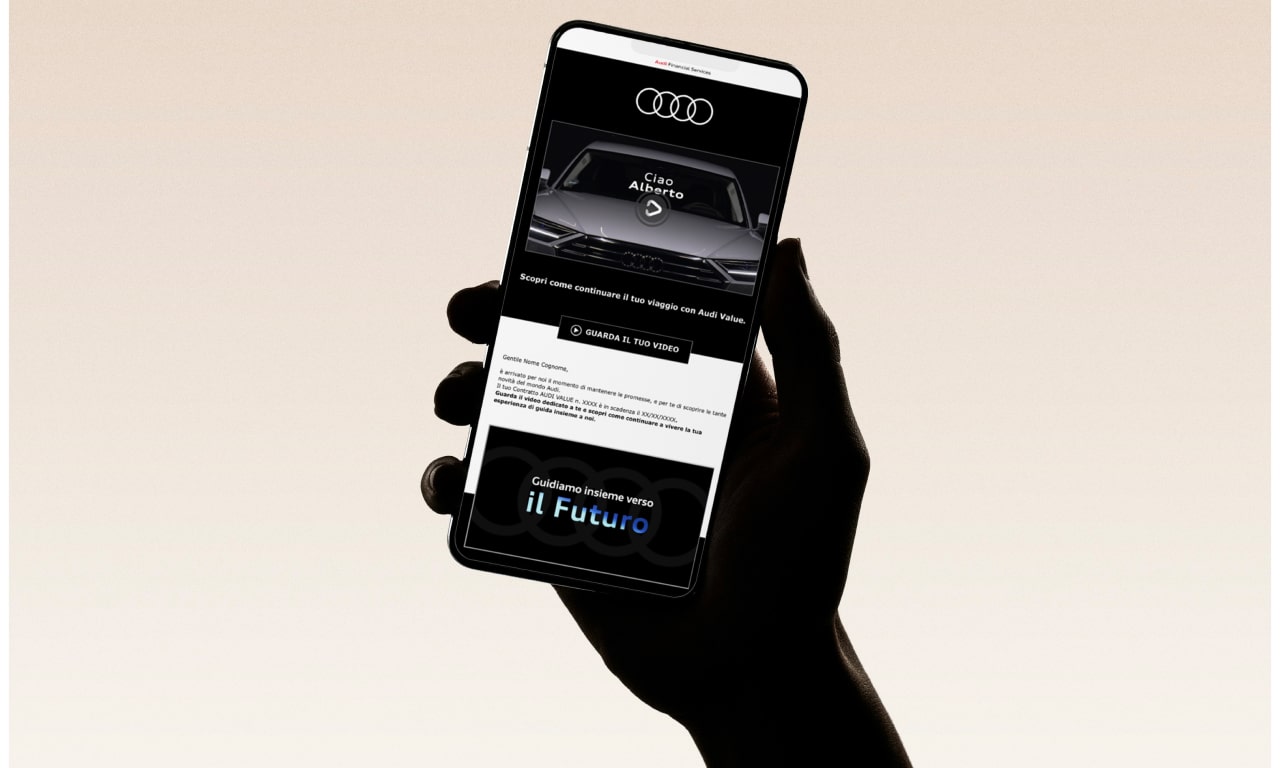 Audi Financial Services
Ciao
Alberto
Scopri come continuare il tuo viaggio con Audi Value.
GUARDA IL TUO VIDEO
Gentile Nome Cognome,
è arrivato per noi il momento di mantenere le promesse, e per te di scoprire le tante
novità del mondo Audi.
Il tuo Contratto AUDI VALUE n. XXXX è in scadenza il XX/XX/XXXX.
Guarda il video dedicato a te e scopri come continuare a vivere la tua
esperienza di guida insieme a noi.
Guidiamo insieme verso
il Futuro